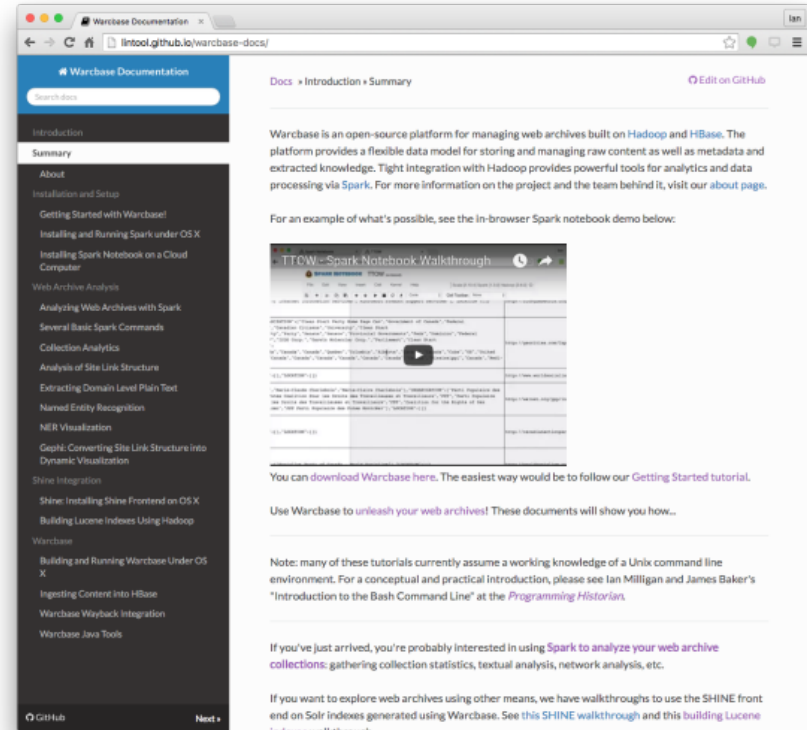 Warcbase Documentation
Ian
lintool.github.io/warcbase-docs/
Warcbase Documentation
Search docs
Introduction
Summary
About
Installation and Setup
Getting Started with Warcbase!
Installing and Running Spark under OS X
Installing Spark Notebook on a Cloud
Computer
Web Archive Analysis
Analyzing Web Archives with Spark
Several Basic Spark Commands
Collection Analytics
Analysis of Site Link Structure
Extracting Domain Level Plain Text
Named Entity Recognition
NER Visualization
Gephi: Converting Site Link Structure into
Dynamic Visualization
Shine Integration
Shine: Installing Shine Frontend on OS X
Building Lucene Indexes Using Hadoop
Warcbase
Building and Running Warcbase Under OS
X
Ingesting Content into HBase
Warcbase Wayback Integration
Warcbase Java Tools
GitHub
Next »
Docs » Introduction » Summary
Edit on GitHub
Warcbase is an open-source platform for managing web archives built on Hadoop and HBase. The
platform provides a flexible data model for storing and managing raw content as well as metadata and
extracted knowledge. Tight integration with Hadoop provides powerful tools for analytics and data
processing via Spark. For more information on the project and the team behind it, visit our about page.
For an example of what's possible, see the in-browser Spark notebook demo below:
TTOW - Spark Notebook Walkthrough
You can download Warcbase here. The easiest way would be to follow our Getting Started tutorial.
Use Warcbase to unleash your web archives! These documents will show you how...
Note: many of these tutorials currently assume a working knowledge of a Unix command line
environment. For a conceptual and practical introduction, please see Ian Milligan and James Baker's
"Introduction to the Bash Command Line" at the Programming Historian.
If you've just arrived, you're probably interested in using Spark to analyze your web archive
collections: gathering collection statistics, textual analysis, network analysis, etc.
If you want to explore web archives using other means, we have walkthroughs to use the SHINE front
end on Solr indexes generated using Warcbase. See this SHINE walkthrough and this building Lucene